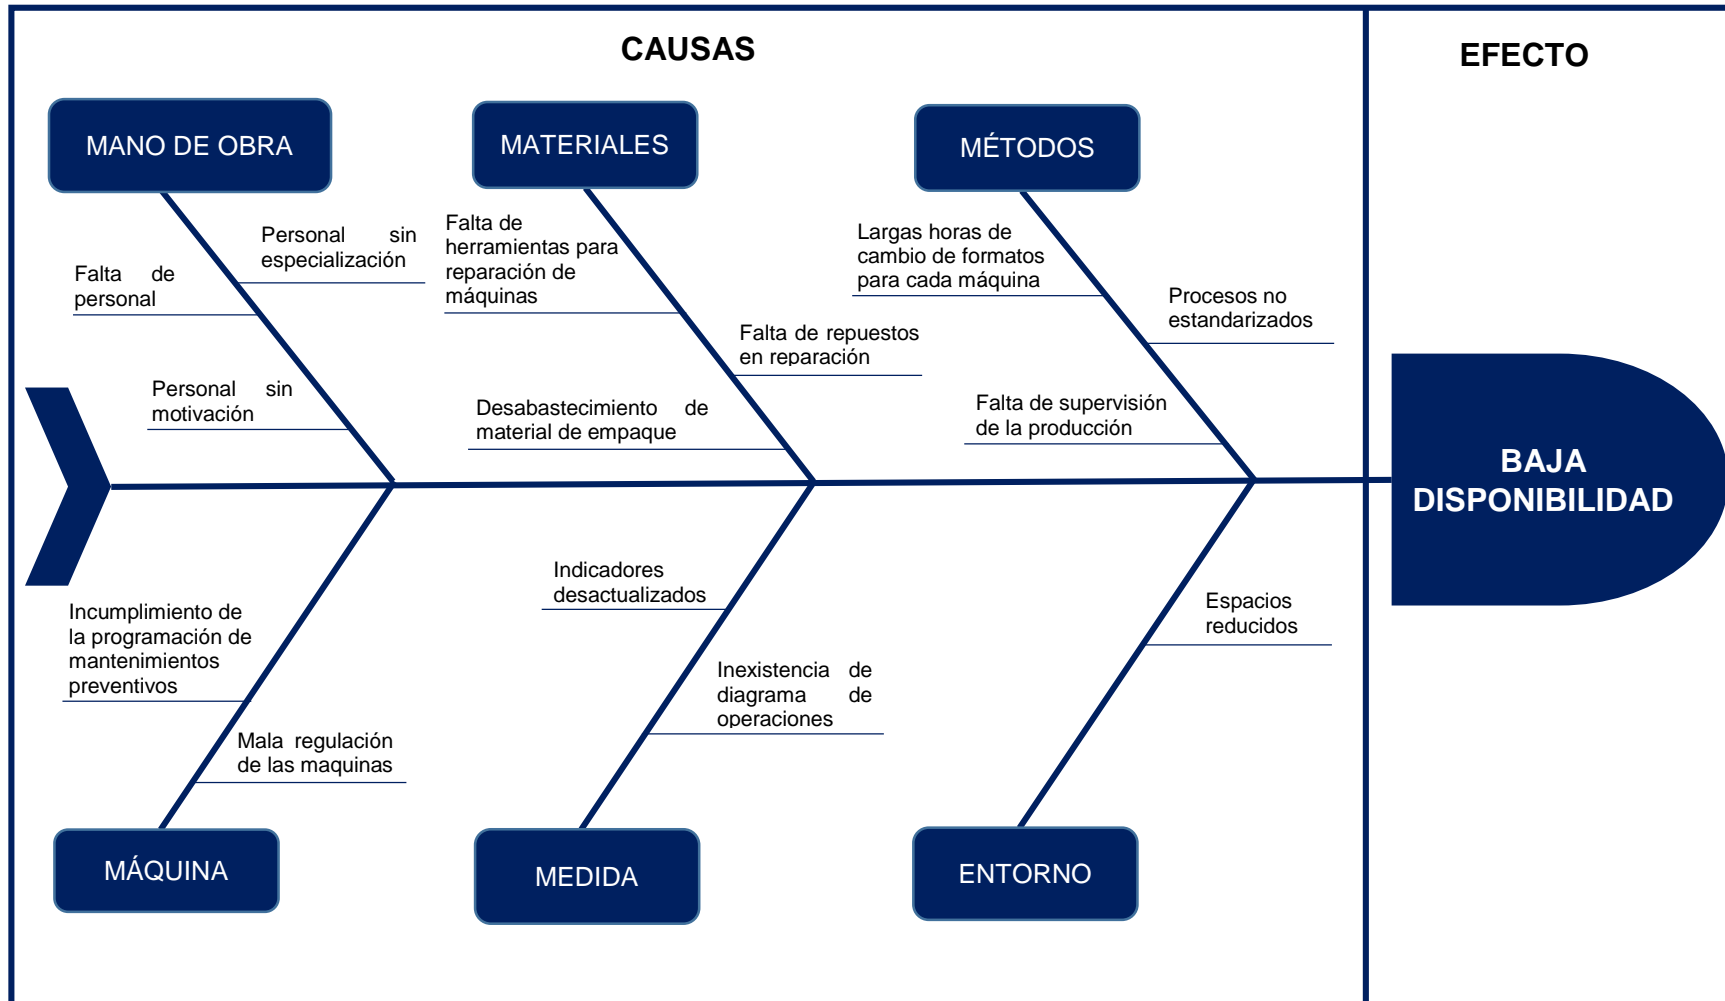 CAUSAS
EFECTO
MANO DE OBRA
MATERIALES
MÉTODOS
Personal sin
especialización
Falta de
personal
Personal sin
motivación
Falta de
herramientas para
reparación de
máquinas
Falta de repuestos
en reparación
Desabastecimiento de
material de empaque
Largas horas de
cambio de formatos
para cada máquina
Procesos no
estandarizados
Falta de supervisión
de la producción
BAJA
DISPONIBILIDAD
Incumplimiento de
la programación de
mantenimientos
preventivos
Mala regulación
de las maquinas
Indicadores
desactualizados
Inexistencia de
diagrama de
operaciones
Espacios
reducidos
MÁQUINA
MEDIDA
ENTORNO